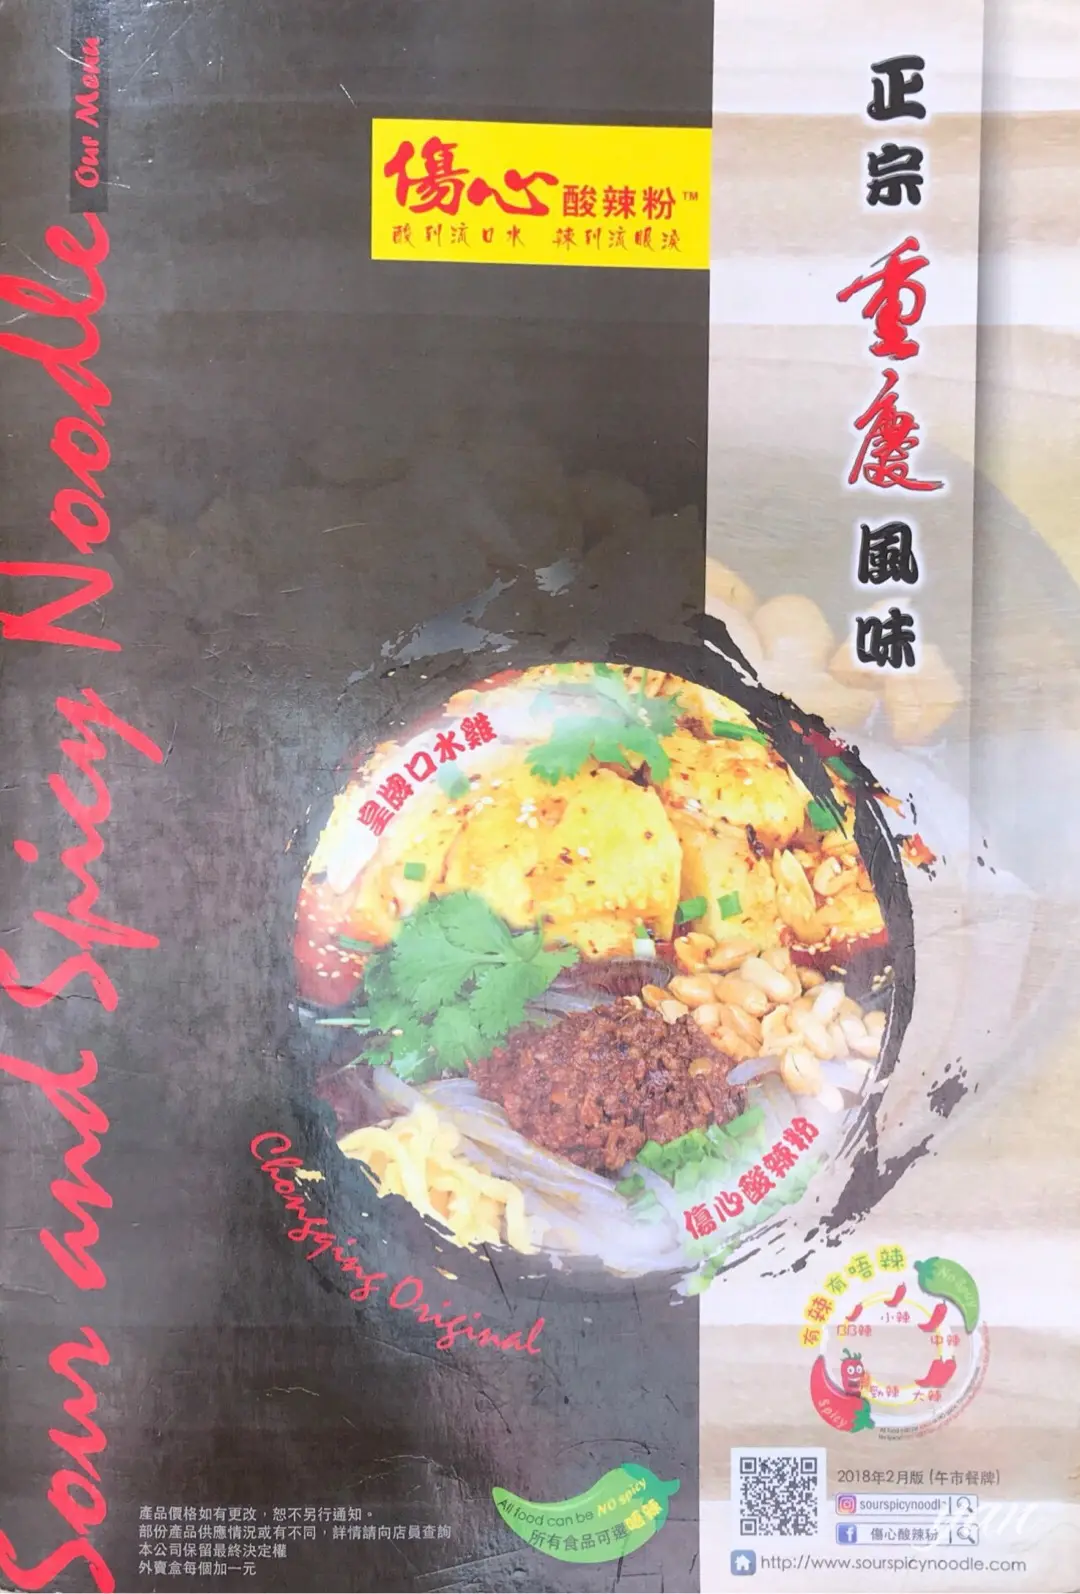 Sour and Spicy Noodle
Our Menu
傷心酸辣粉™
酸到流口水 辣到流眼淚
正宗重慶風味
皇牌口水雞
傷心酸辣粉
Chongqing Original
有辣有唔辣
No Spicy
BB辣
小辣
中辣
大辣
勁辣
Spicy
產品價格如有更改，恕不另行通知。
部份產品供應情況或有不同，詳情請向店員查詢
本公司保留最終決定權
外賣盒每個加一元
All food can be NO spicy
所有食品可選唔辣
2018年2月版 (午市餐牌)
sourspicynoodle
傷心酸辣粉
http://www.sourspicynoodle.com